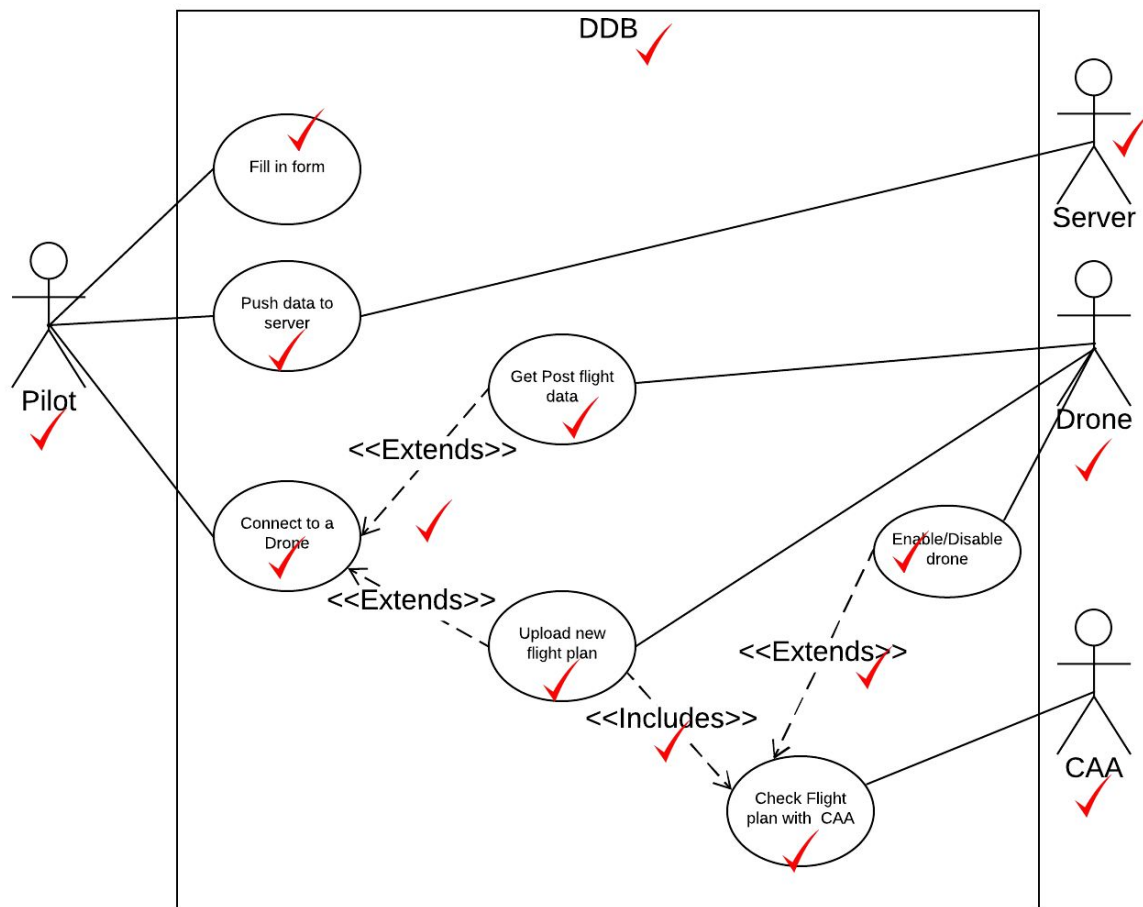 DDB
Fill in form
Server
Push data to
server
Pilot
Get Post flight
data
Drone
<<Extends>>
Connect to a
Drone
Enable/Disable
drone
<<Extends>>
Upload new
flight plan
<<Extends>>
<<Includes>>
CAA
Check Flight
plan with CAA